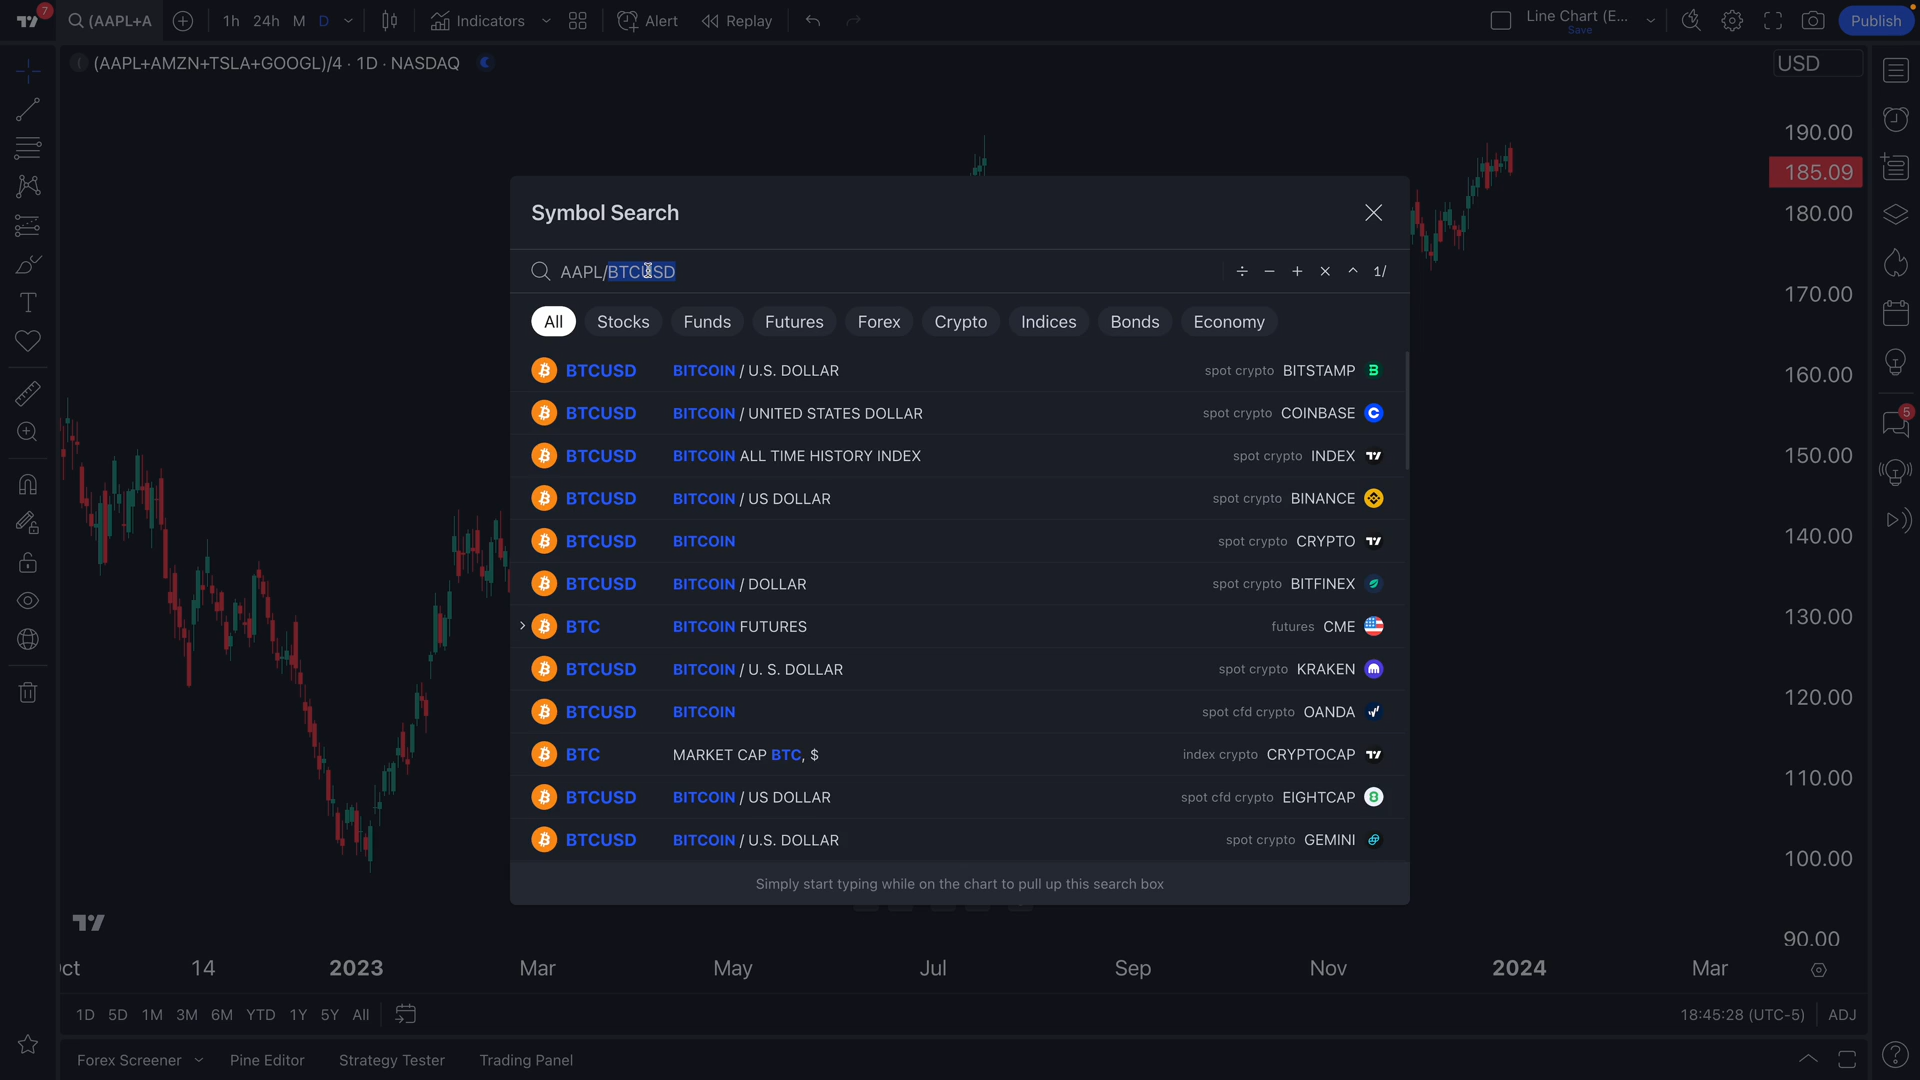 7
(AAPL+A
1h 24h M D
Indicators
Alert
Replay
Line Chart (E...
Save
Publish
(AAPL+AMZN+TSLA+GOOGL)/4 · 1D · NASDAQ
USD
190.00
185.09
180.00
170.00
160.00
150.00
140.00
130.00
120.00
110.00
100.00
90.00
5
Symbol Search
AAPL/BTCUSD
÷ − + × ^ 1/
All Stocks Funds Futures Forex Crypto Indices Bonds Economy
BTCUSD BITCOIN / U.S. DOLLAR spot crypto BITSTAMP
BTCUSD BITCOIN / UNITED STATES DOLLAR spot crypto COINBASE
BTCUSD BITCOIN ALL TIME HISTORY INDEX spot crypto INDEX
BTCUSD BITCOIN / US DOLLAR spot crypto BINANCE
BTCUSD BITCOIN spot crypto CRYPTO
BTCUSD BITCOIN / DOLLAR spot crypto BITFINEX
BTC BITCOIN FUTURES futures CME
BTCUSD BITCOIN / U. S. DOLLAR spot crypto KRAKEN
BTCUSD BITCOIN spot cfd crypto OANDA
BTC MARKET CAP BTC, $ index crypto CRYPTOCAP
BTCUSD BITCOIN / US DOLLAR spot cfd crypto EIGHTCAP
BTCUSD BITCOIN / U.S. DOLLAR spot crypto GEMINI
Simply start typing while on the chart to pull up this search box
ct 14 2023 Mar May Jul Sep Nov 2024 Mar
1D 5D 1M 3M 6M YTD 1Y 5Y All
18:45:28 (UTC-5) ADJ
Forex Screener Pine Editor Strategy Tester Trading Panel